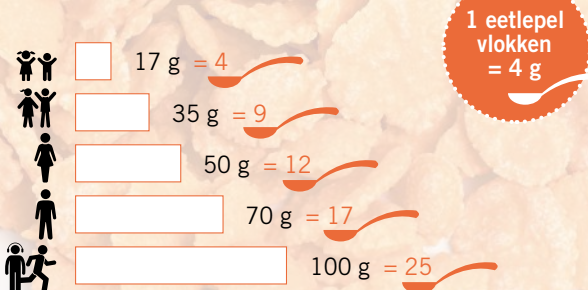 1 eetlepel
vlokken
= 4 g
17 g = 4
35 g = 9
50 g = 12
70 g = 17
100 g = 25